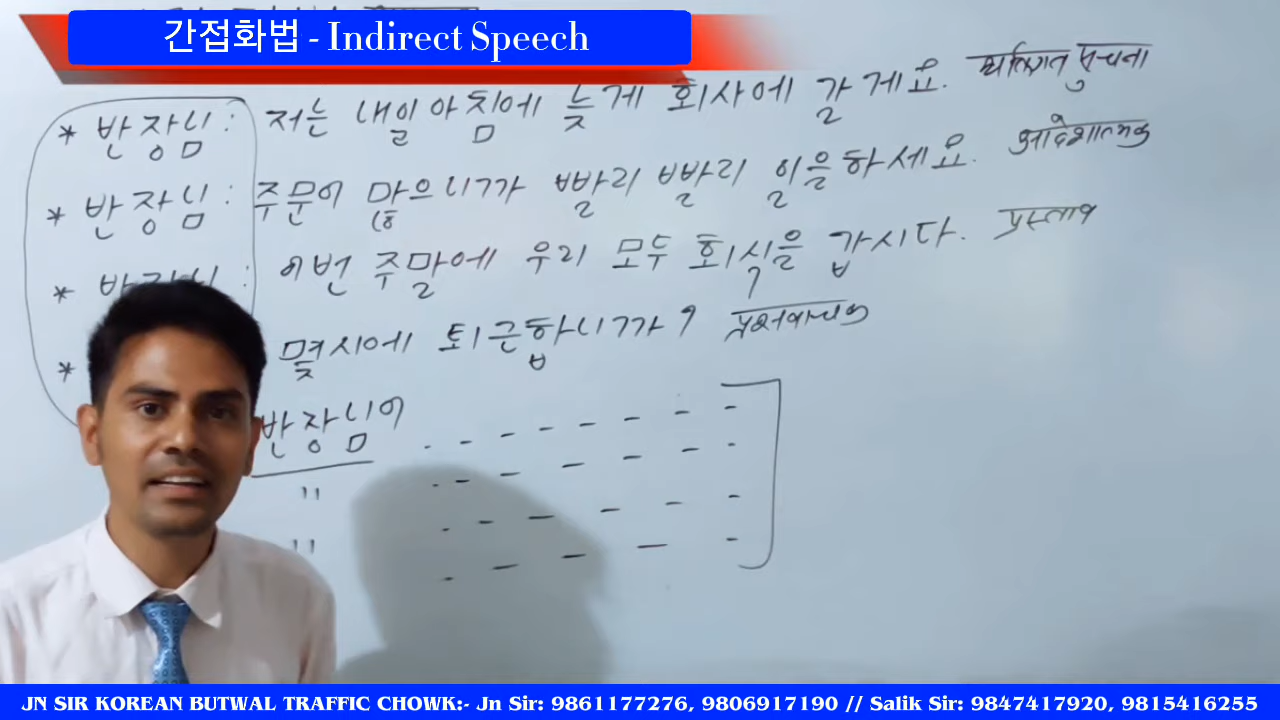 간접화법 - Indirect Speech
* 반장님 : 저는 내일 아침에 늦게 회사에 갈게요. सूचना
* 반장님 : 주문이 많으니까 빨리 빨리 일을 하세요. आदेशात्मक
* : 이번 주말에 우리 모두 회식을 갑시다. प्रस्ताव
* 몇시에 퇴근합니까? प्रश्नवाचक
반장님이
"
"
JN SIR KOREAN BUTWAL TRAFFIC CHOWK:- Jn Sir: 9861177276, 9806917190 // Salik Sir: 9847417920, 9815416255